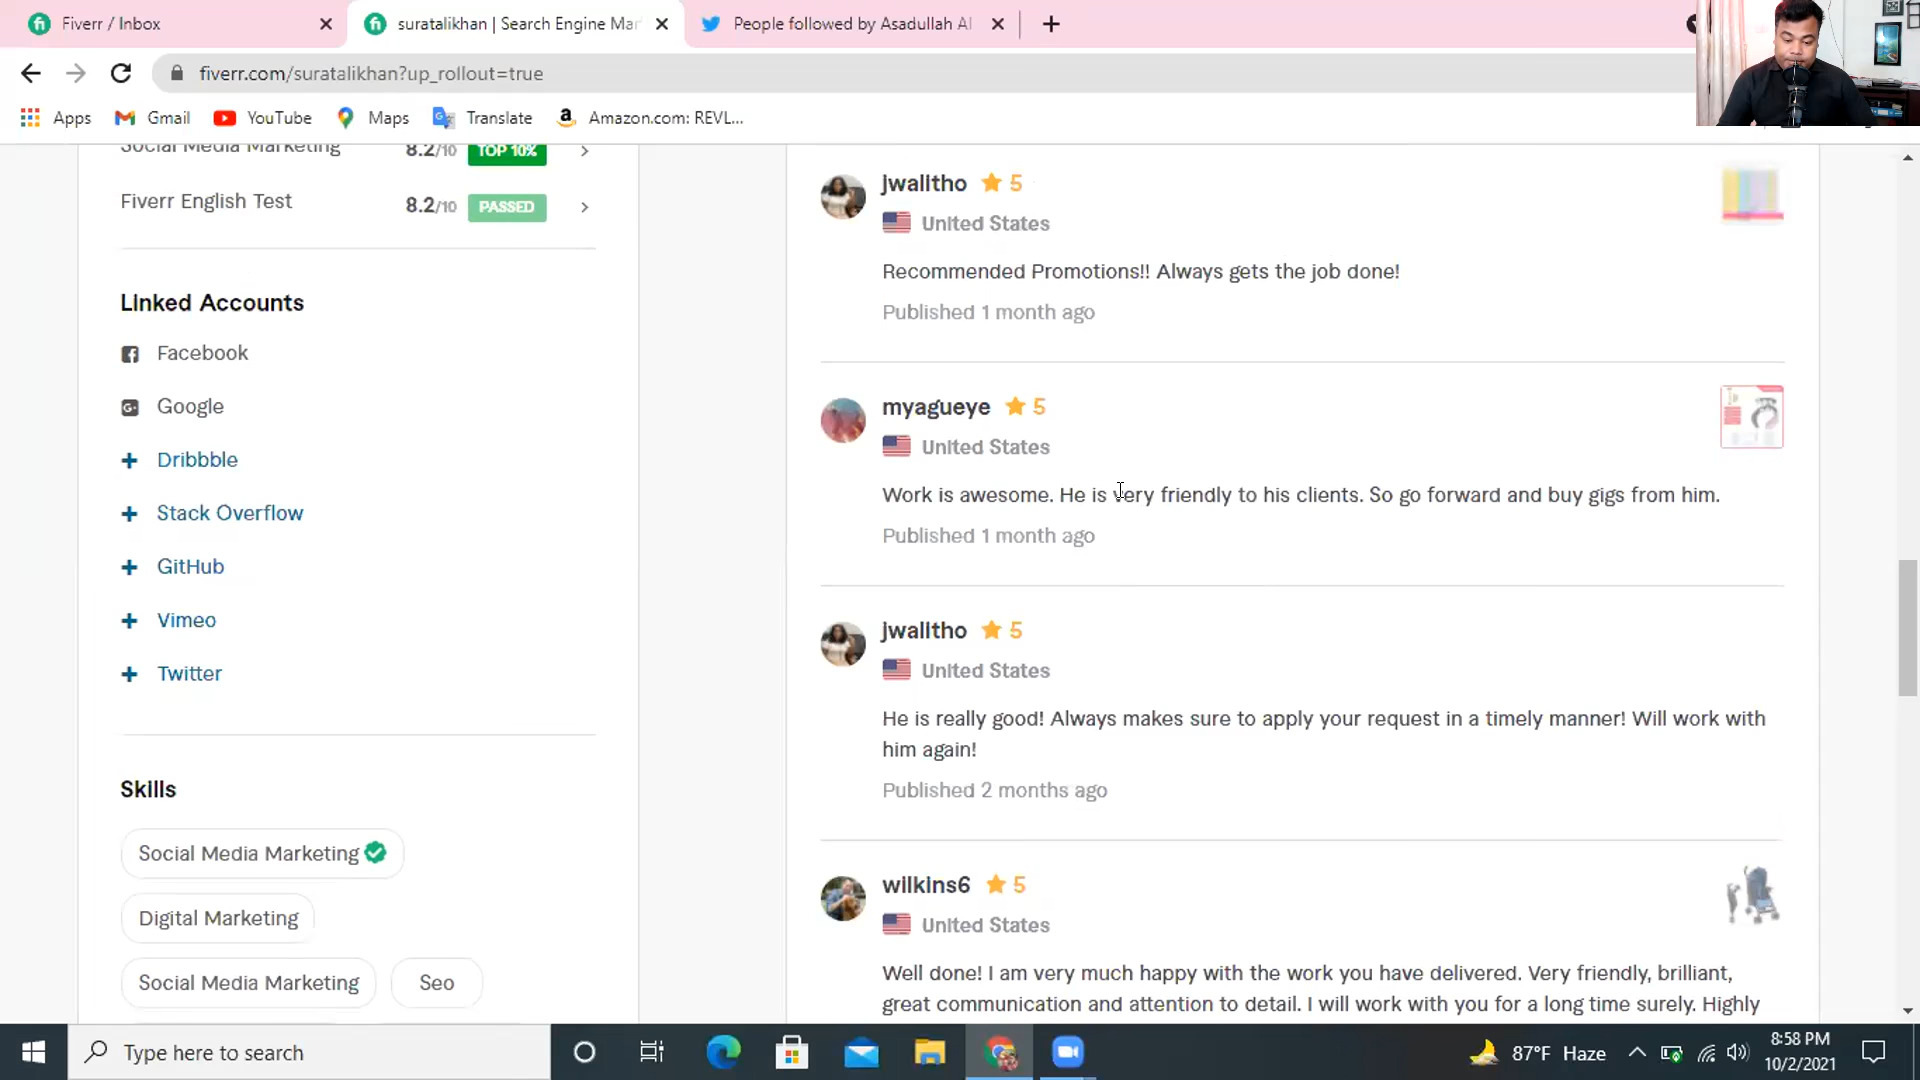 Fiverr / Inbox
suratalikhan | Search Engine Mar
People followed by Asadullah Al
fiverr.com/suratalikhan?up_rollout=true
Apps
Gmail
YouTube
Maps
Translate
Amazon.com: REVL...
Social Media Marketing 8.2/10 TOP 10%
Fiverr English Test 8.2/10 PASSED
Linked Accounts
Facebook
Google
+ Dribbble
+ Stack Overflow
+ GitHub
+ Vimeo
+ Twitter
Skills
Social Media Marketing
Digital Marketing
Social Media Marketing
Seo
jwalltho 5
United States
Recommended Promotions!! Always gets the job done!
Published 1 month ago
myagueye 5
United States
Work is awesome. He is very friendly to his clients. So go forward and buy gigs from him.
Published 1 month ago
jwalltho 5
United States
He is really good! Always makes sure to apply your request in a timely manner! Will work with
him again!
Published 2 months ago
wilkins6 5
United States
Well done! I am very much happy with the work you have delivered. Very friendly, brilliant,
great communication and attention to detail. I will work with you for a long time surely. Highly
Type here to search
87°F Haze
8:58 PM
10/2/2021